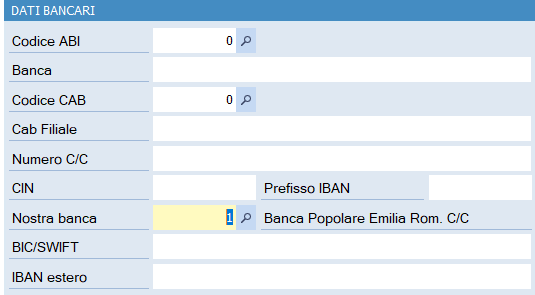 DATI BANCARI
Codice ABI 0
Banca
Codice CAB 0
Cab Filiale
Numero C/C
CIN Prefisso IBAN
Nostra banca 1 Banca Popolare Emilia Rom. C/C
BIC/SWIFT
IBAN estero